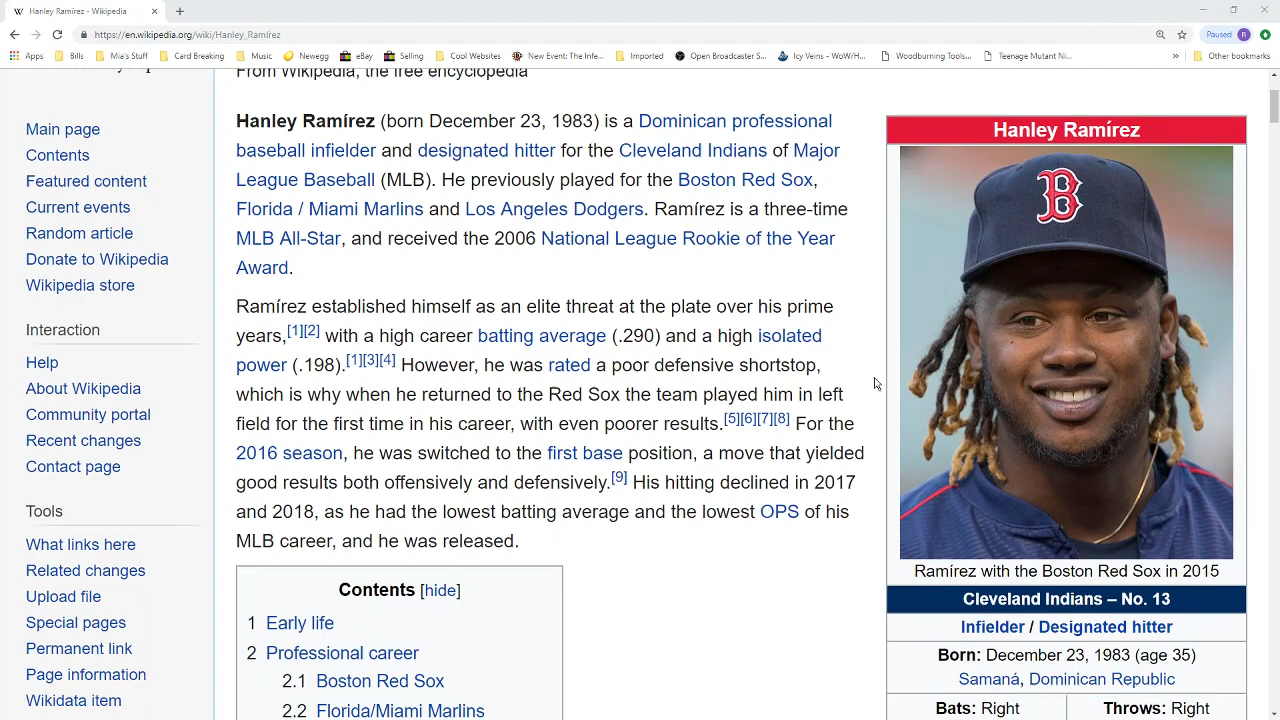 Hanley Ramírez - Wikipedia
https://en.wikipedia.org/wiki/Hanley_Ramírez
Paused
R
Apps
Bills
Mia's Stuff
Card Breaking
Music
Newegg
eBay
Selling
Cool Websites
New Event: The Infe...
Imported
Open Broadcaster S...
Icy Veins - WoW/H...
Woodburning Tools...
Teenage Mutant Ni...
»
Other bookmarks
From Wikipedia, the free encyclopedia
Main page
Contents
Featured content
Current events
Random article
Donate to Wikipedia
Wikipedia store
Interaction
Help
About Wikipedia
Community portal
Recent changes
Contact page
Tools
What links here
Related changes
Upload file
Special pages
Permanent link
Page information
Wikidata item
Hanley Ramírez (born December 23, 1983) is a Dominican professional
baseball infielder and designated hitter for the Cleveland Indians of Major
League Baseball (MLB). He previously played for the Boston Red Sox,
Florida / Miami Marlins and Los Angeles Dodgers. Ramírez is a three-time
MLB All-Star, and received the 2006 National League Rookie of the Year
Award.
Ramírez established himself as an elite threat at the plate over his prime
years,[1][2] with a high career batting average (.290) and a high isolated
power (.198).[1][3][4] However, he was rated a poor defensive shortstop,
which is why when he returned to the Red Sox the team played him in left
field for the first time in his career, with even poorer results.[5][6][7][8] For the
2016 season, he was switched to the first base position, a move that yielded
good results both offensively and defensively.[9] His hitting declined in 2017
and 2018, as he had the lowest batting average and the lowest OPS of his
MLB career, and he was released.
Contents [hide]
1 Early life
2 Professional career
2.1 Boston Red Sox
2.2 Florida/Miami Marlins
Hanley Ramírez
B
Ramírez with the Boston Red Sox in 2015
Cleveland Indians – No. 13
Infielder / Designated hitter
Born: December 23, 1983 (age 35)
Samaná, Dominican Republic
Bats: Right
Throws: Right